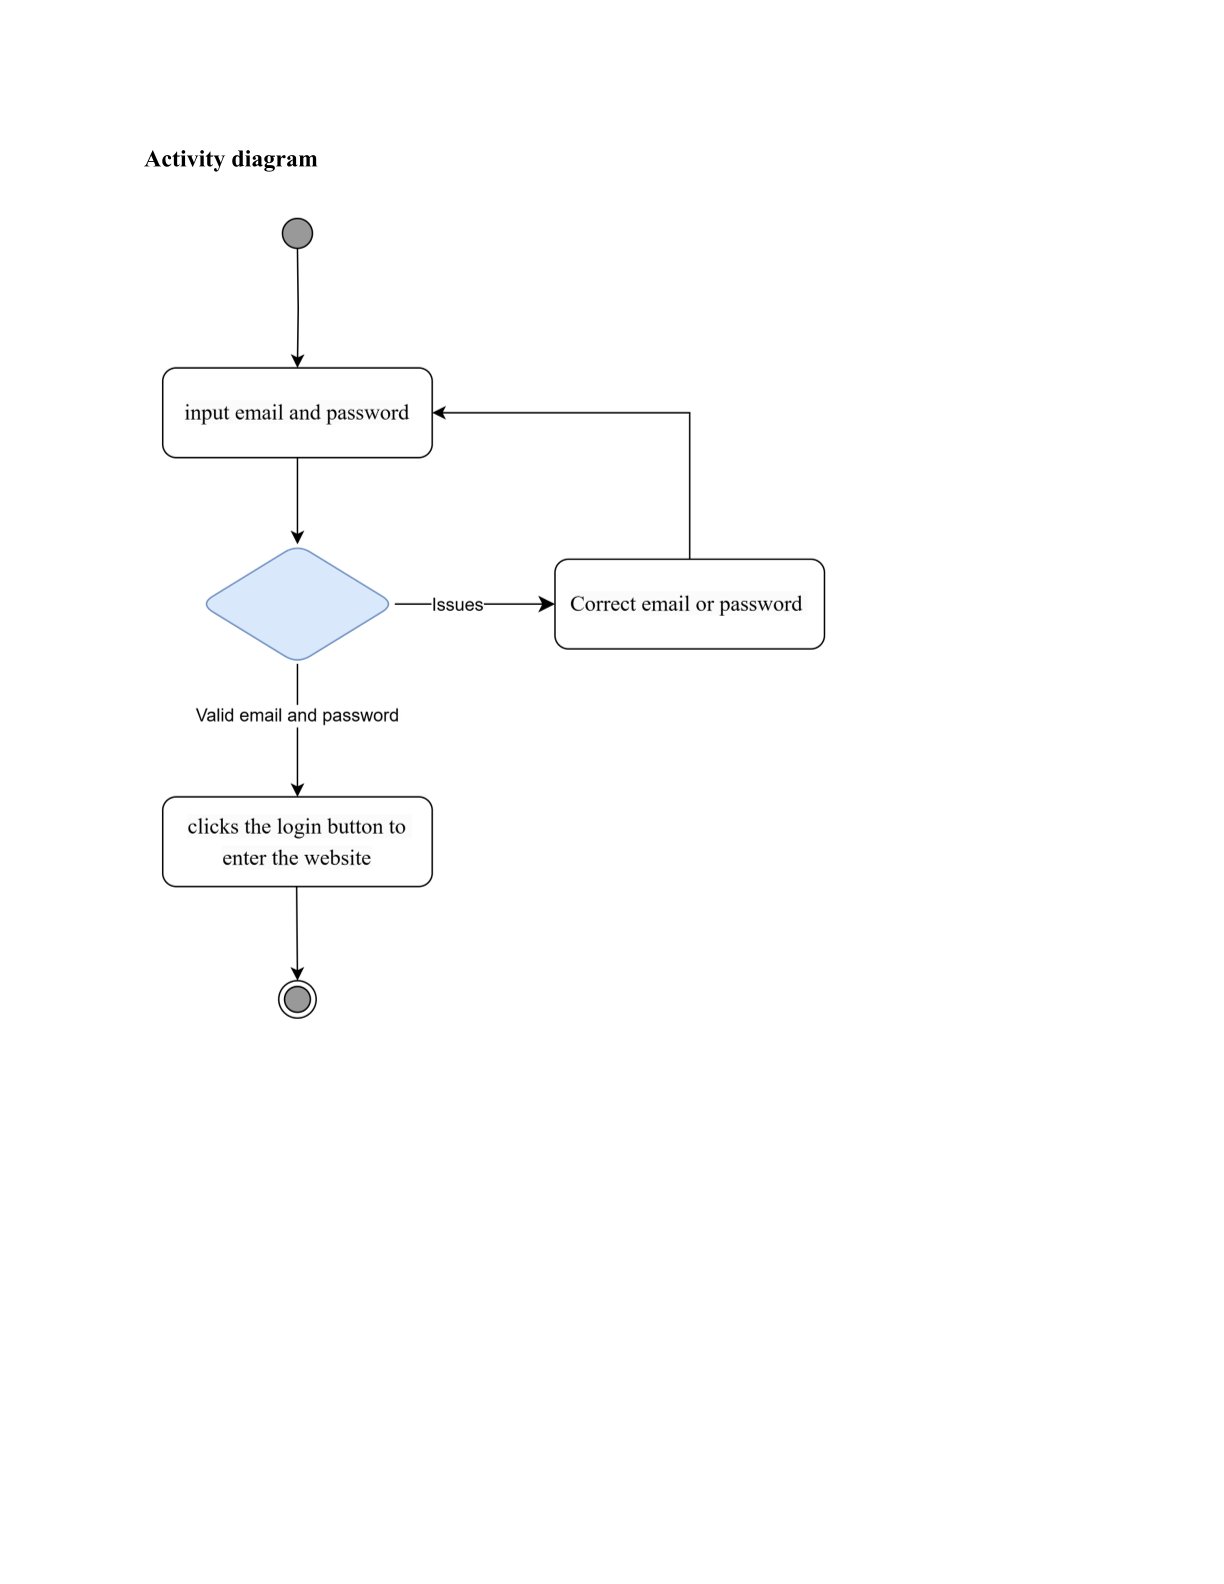 Activity diagram
input email and password
Issues
Correct email or password
Valid email and password
clicks the login button to
enter the website